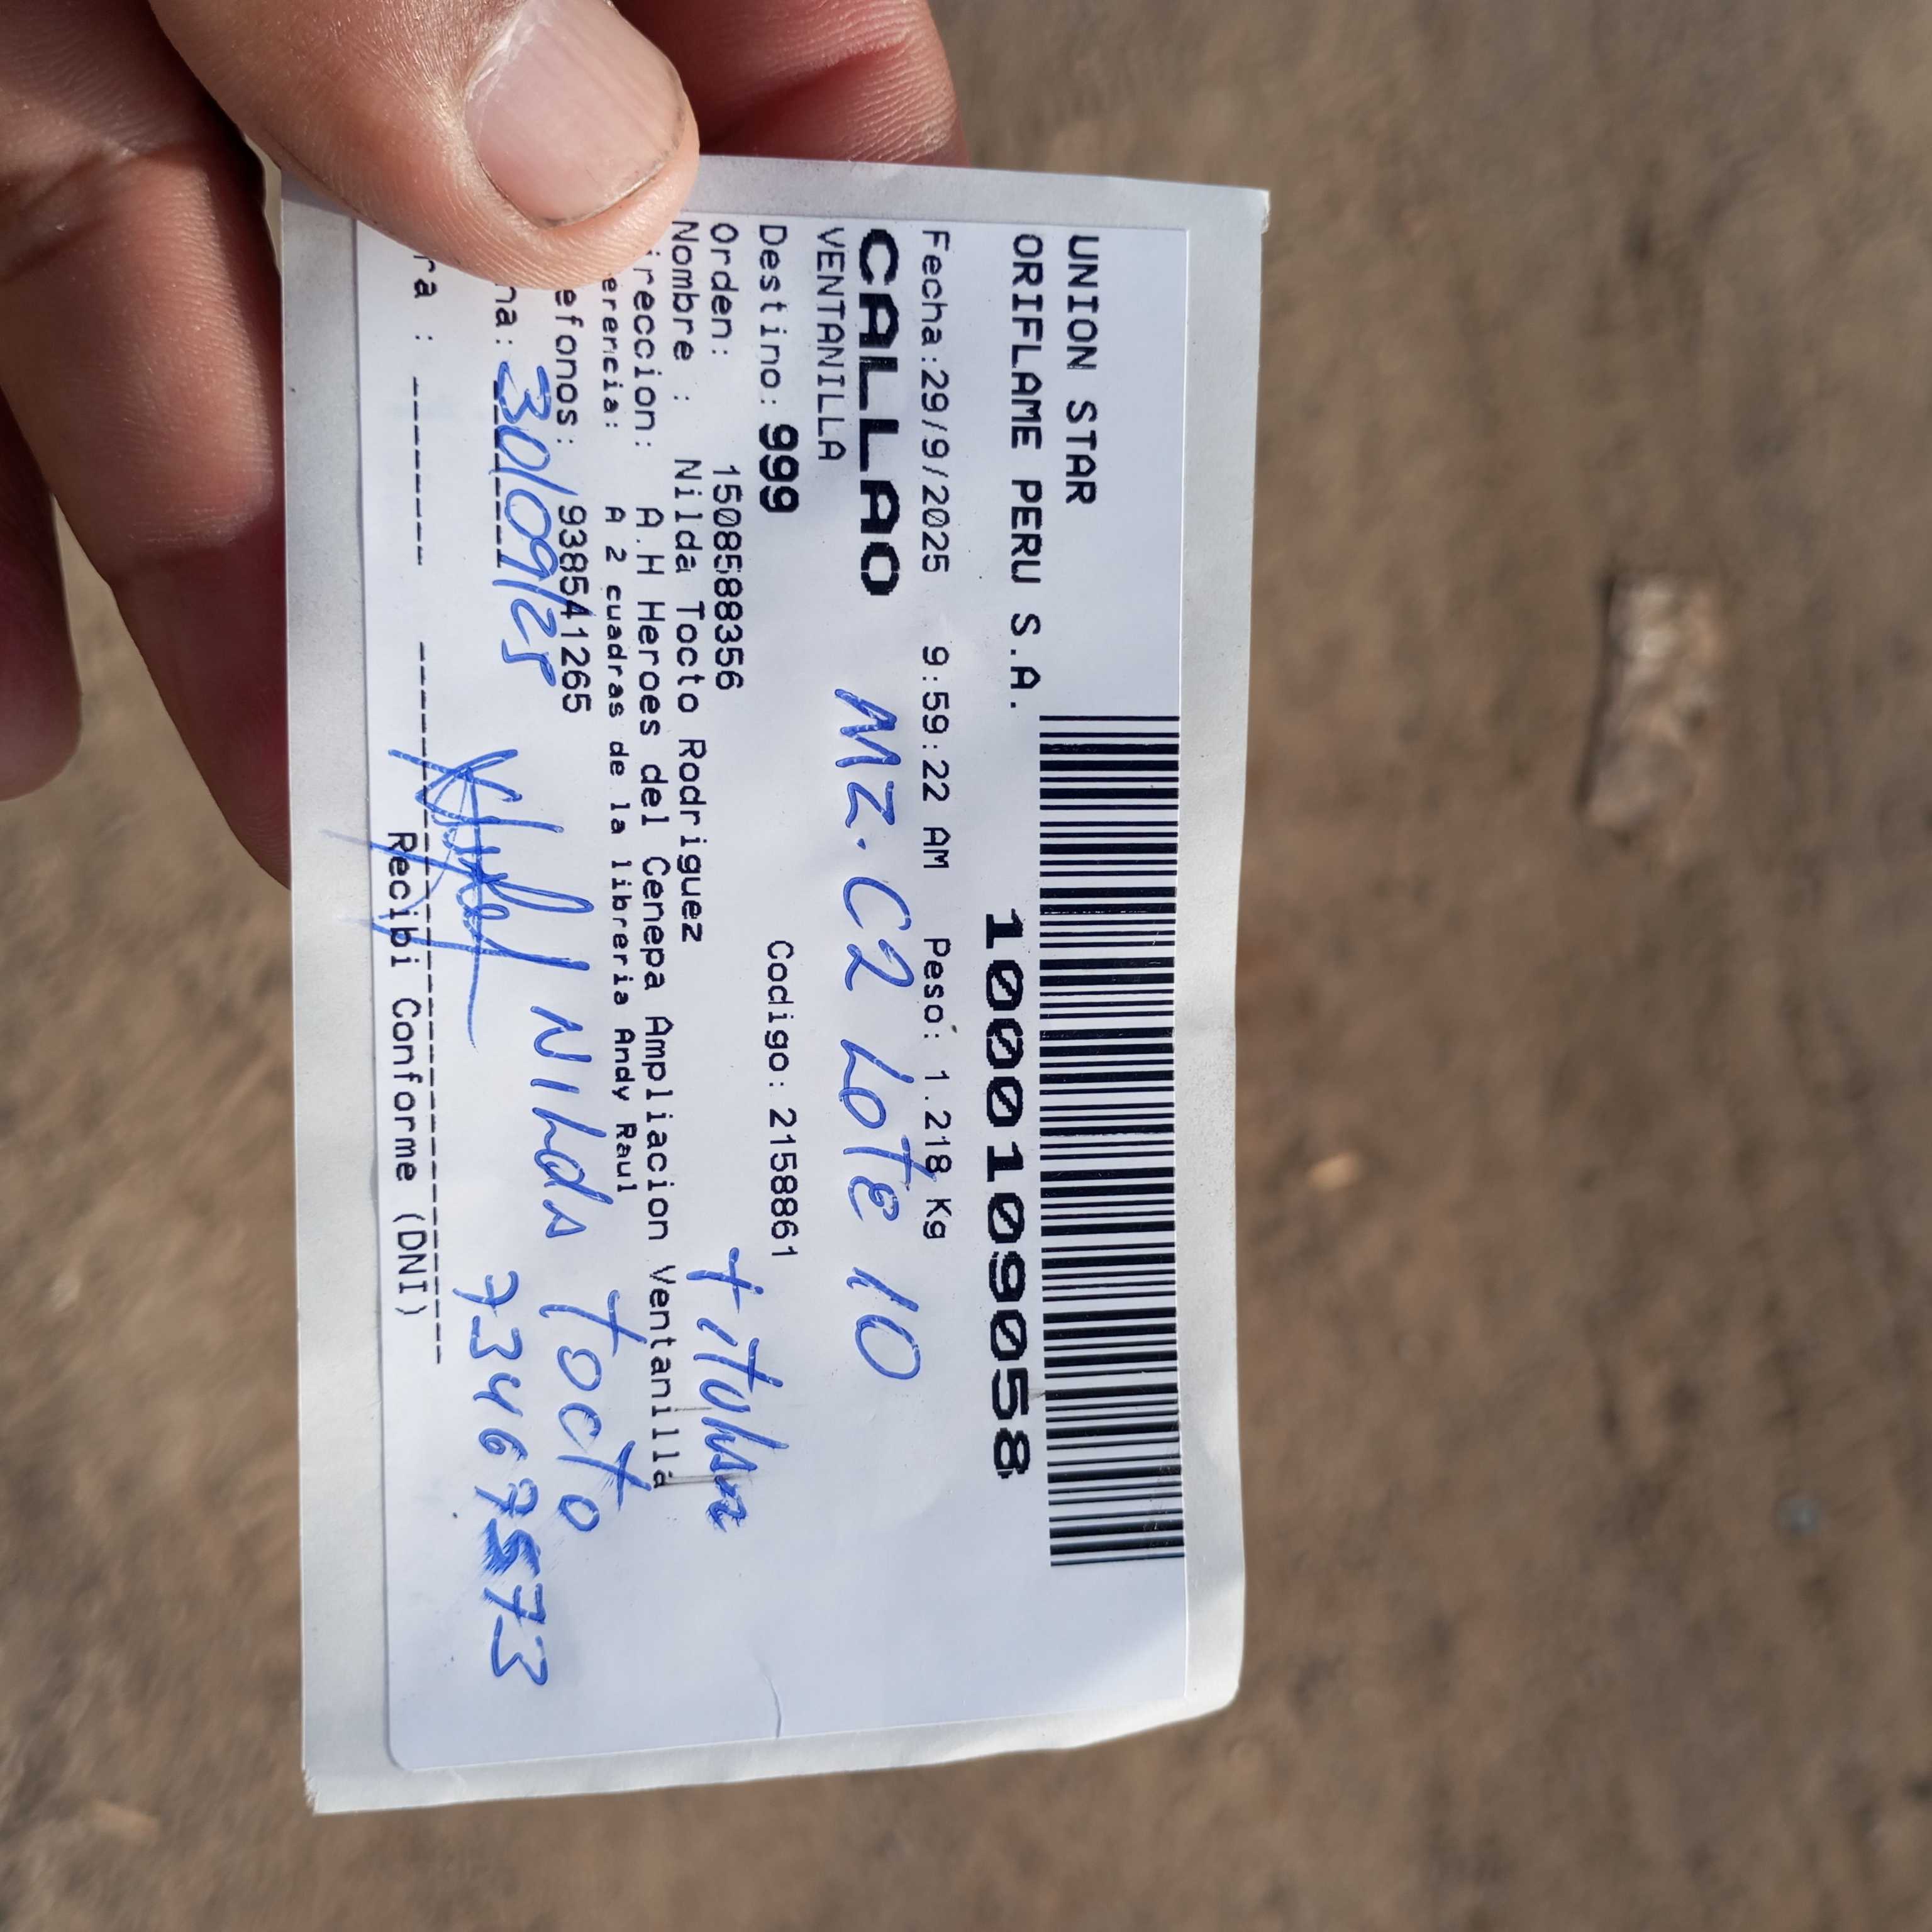 UNION STAR
ORIFLAME PERU S.A.
1000109058
Fecha:29/9/2025 9:59:22 AM Peso: 1.218 Kg
CALLAO MZ. C2 Lote 10
VENTANILLA
Destino: 999 Codigo: 215861
Orden: 150858356 titular
Nombre : Nilda Tocto Rodriguez
ireccion: A.H Heroes del Cenepa Ampliacion Ventanilla
erencia: A 2 cuadras de la libreria Andy Raul
efonos: 938541265
Nilda Tocto
na: 30/09/25
73467573
ra :
Recibi Conforme (DNI)